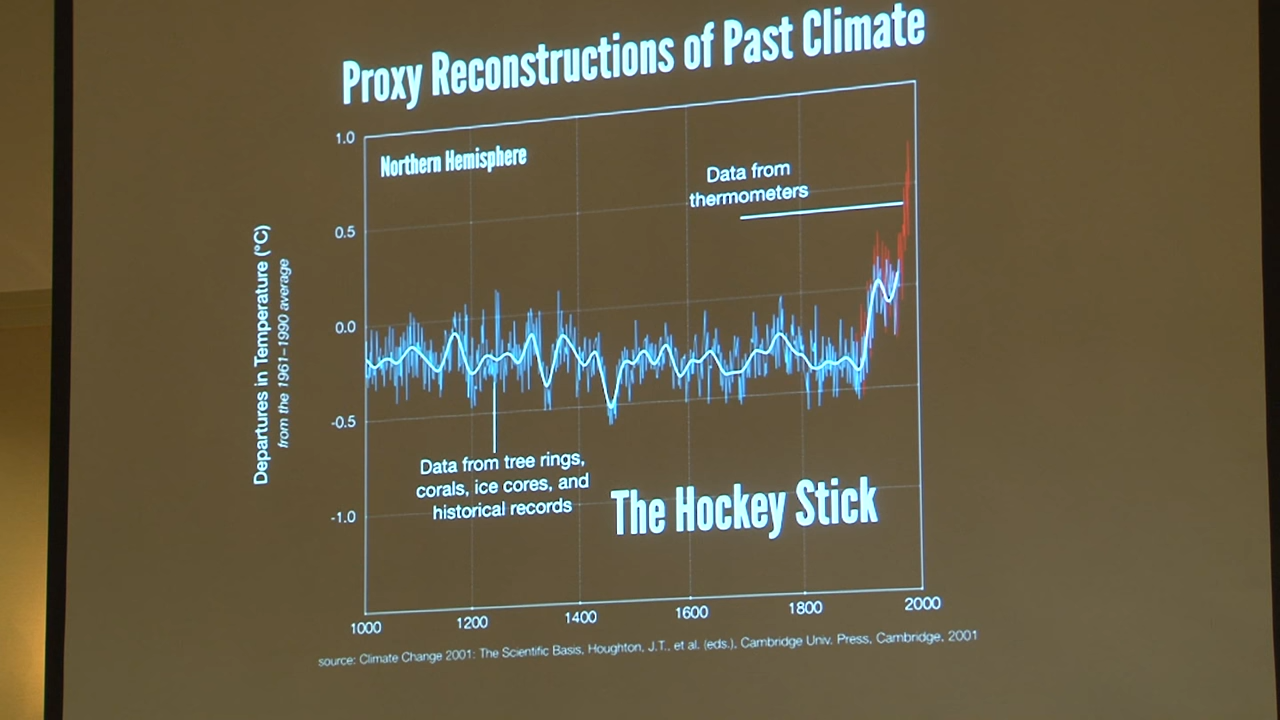 Proxy Reconstructions of Past Climate
1.0
Northern Hemisphere
Data from
thermometers
0.5
0.0
-0.5
-1.0
Departures in Temperature (°C)
from the 1961–1990 average
Data from tree rings,
corals, ice cores, and
historical records
The Hockey Stick
1000
1200
1400
1600
1800
2000
source: Climate Change 2001: The Scientific Basis, Houghton, J.T., et al. (eds.), Cambridge Univ. Press, Cambridge, 2001